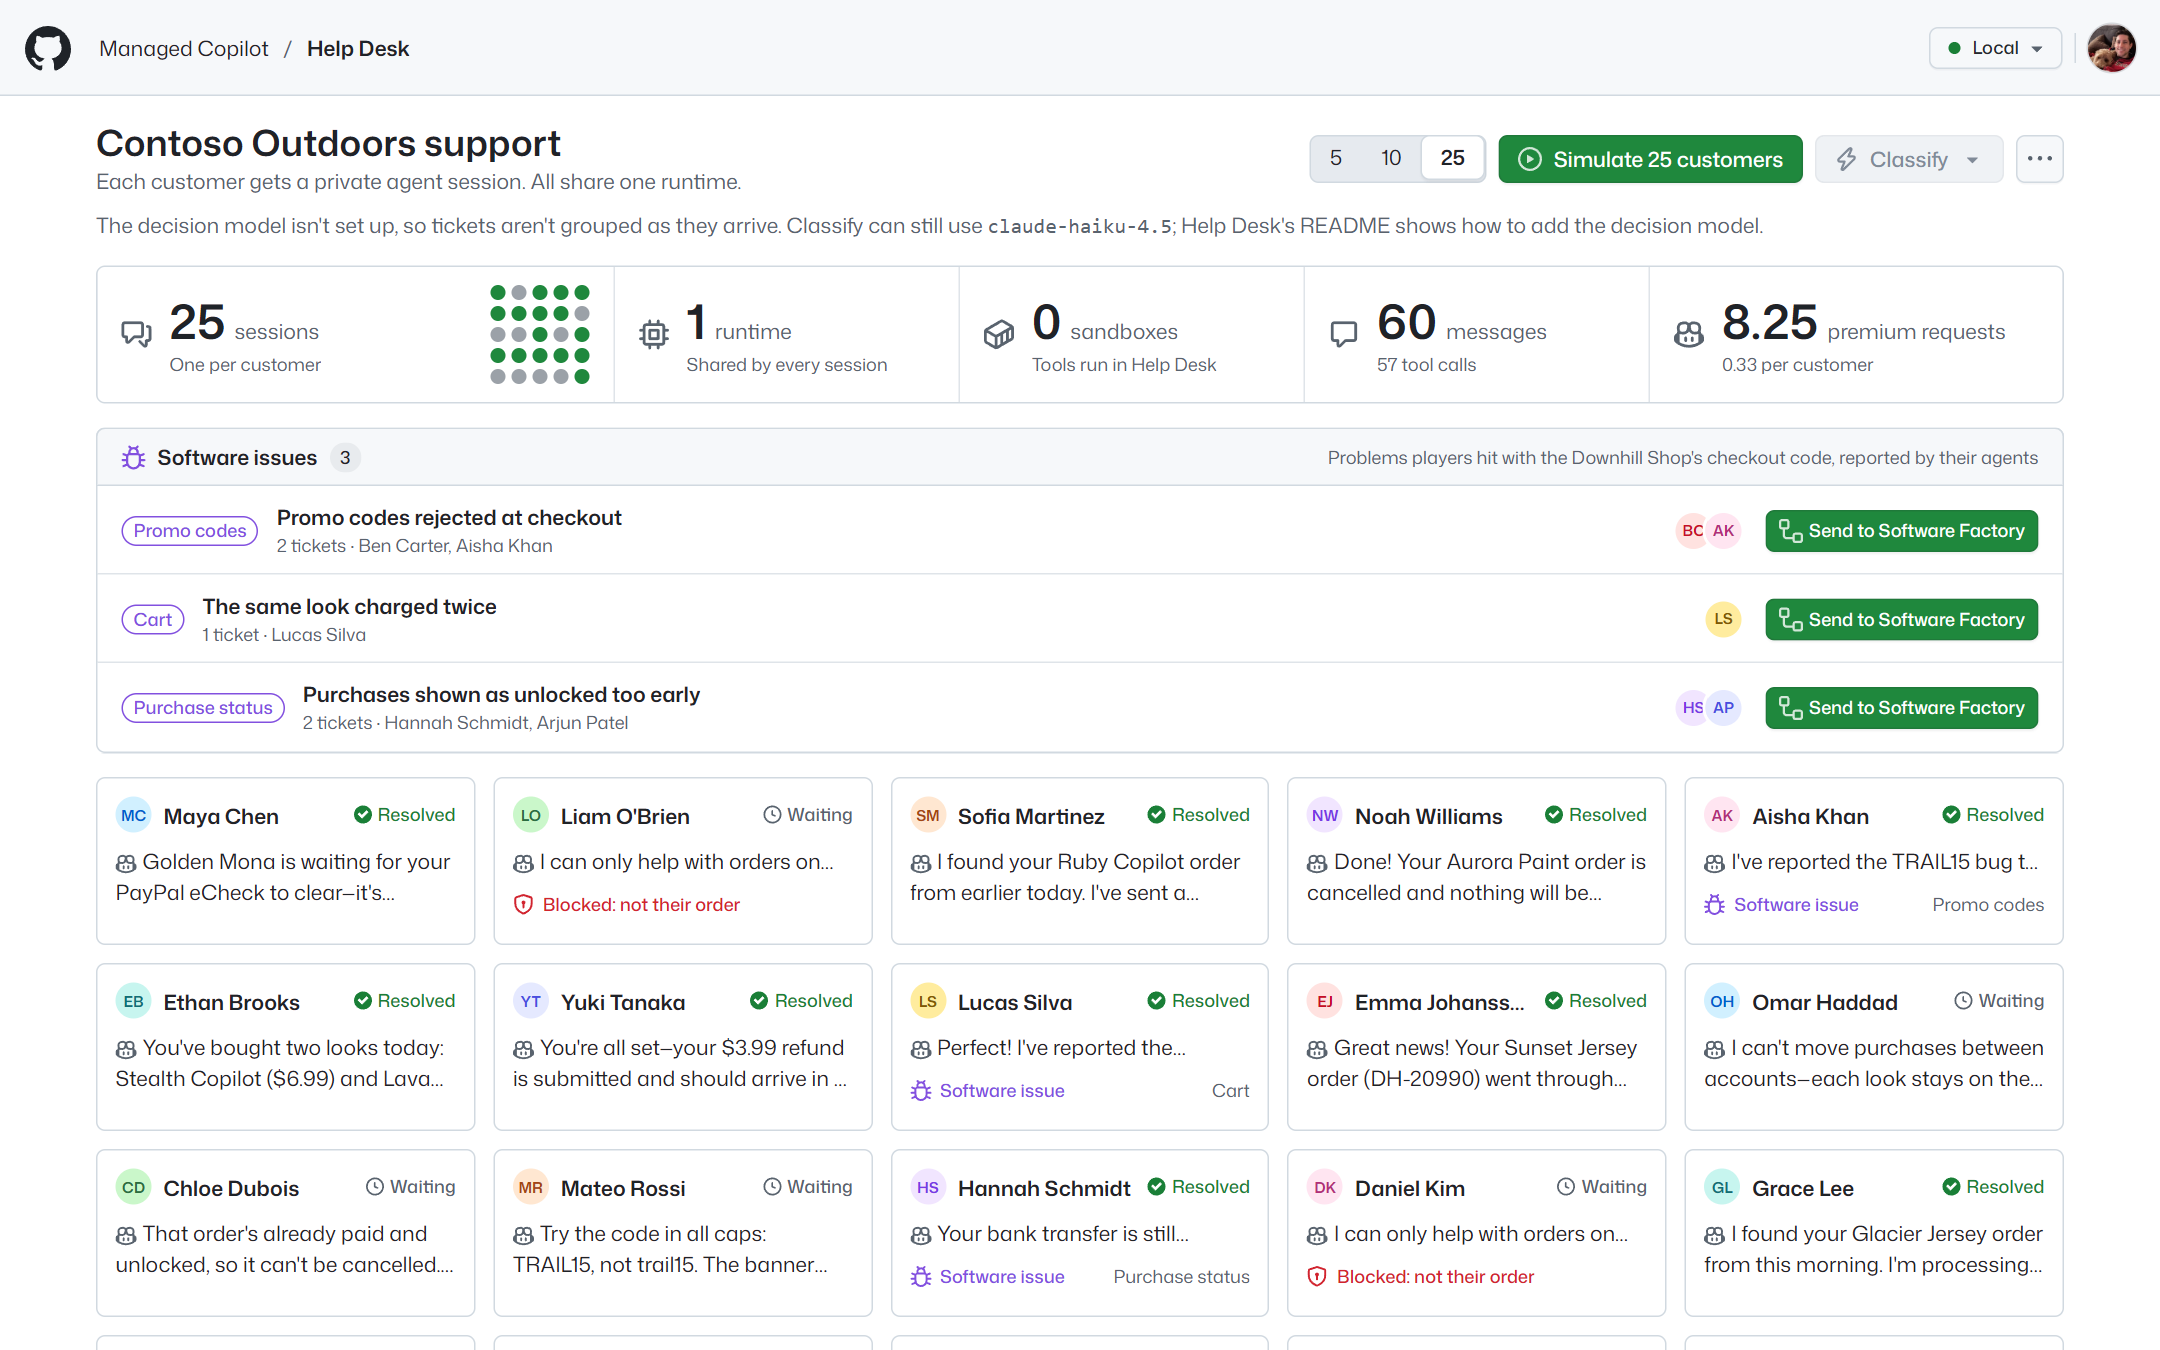 Managed Copilot / Help Desk
Local
Contoso Outdoors support
Each customer gets a private agent session. All share one runtime.
5 10 25
Simulate 25 customers
Classify
The decision model isn't set up, so tickets aren't grouped as they arrive. Classify can still use claude-haiku-4.5; Help Desk's README shows how to add the decision model.
25 sessions
One per customer
1 runtime
Shared by every session
0 sandboxes
Tools run in Help Desk
60 messages
57 tool calls
8.25 premium requests
0.33 per customer
Software issues 3
Problems players hit with the Downhill Shop's checkout code, reported by their agents
Promo codes
Promo codes rejected at checkout
2 tickets · Ben Carter, Aisha Khan
BC AK
Send to Software Factory
Cart
The same look charged twice
1 ticket · Lucas Silva
LS
Send to Software Factory
Purchase status
Purchases shown as unlocked too early
2 tickets · Hannah Schmidt, Arjun Patel
HS AP
Send to Software Factory
MC Maya Chen Resolved
Golden Mona is waiting for your
PayPal eCheck to clear—it's...
LO Liam O'Brien Waiting
I can only help with orders on...
Blocked: not their order
SM Sofia Martinez Resolved
I found your Ruby Copilot order
from earlier today. I've sent a...
NW Noah Williams Resolved
Done! Your Aurora Paint order is
cancelled and nothing will be...
AK Aisha Khan Resolved
I've reported the TRAIL15 bug t...
Software issue Promo codes
EB Ethan Brooks Resolved
You've bought two looks today:
Stealth Copilot ($6.99) and Lava...
YT Yuki Tanaka Resolved
You're all set—your $3.99 refund
is submitted and should arrive in ...
LS Lucas Silva Resolved
Perfect! I've reported the...
Software issue Cart
EJ Emma Johanss... Resolved
Great news! Your Sunset Jersey
order (DH-20990) went through...
OH Omar Haddad Waiting
I can't move purchases between
accounts—each look stays on the...
CD Chloe Dubois Waiting
That order's already paid and
unlocked, so it can't be cancelled....
MR Mateo Rossi Waiting
Try the code in all caps:
TRAIL15, not trail15. The banner...
HS Hannah Schmidt Resolved
Your bank transfer is still...
Software issue Purchase status
DK Daniel Kim Waiting
I can only help with orders on...
Blocked: not their order
GL Grace Lee Resolved
I found your Glacier Jersey order
from this morning. I'm processing...